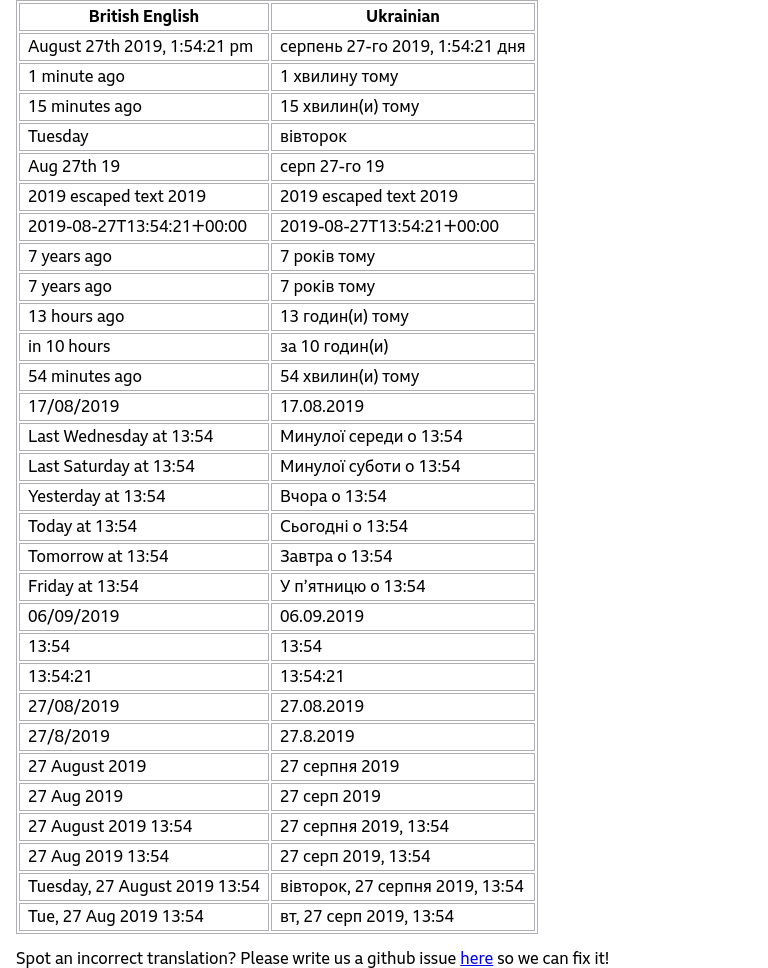 British English Ukrainian
August 27th 2019, 1:54:21 pm серпень 27-го 2019, 1:54:21 дня
1 minute ago 1 хвилину тому
15 minutes ago 15 хвилин(и) тому
Tuesday вівторок
Aug 27th 19 серп 27-го 19
2019 escaped text 2019 2019 escaped text 2019
2019-08-27T13:54:21+00:00 2019-08-27T13:54:21+00:00
7 years ago 7 років тому
7 years ago 7 років тому
13 hours ago 13 годин(и) тому
in 10 hours за 10 годин(и)
54 minutes ago 54 хвилин(и) тому
17/08/2019 17.08.2019
Last Wednesday at 13:54 Минулої середи о 13:54
Last Saturday at 13:54 Минулої суботи о 13:54
Yesterday at 13:54 Вчора о 13:54
Today at 13:54 Сьогодні о 13:54
Tomorrow at 13:54 Завтра о 13:54
Friday at 13:54 У п’ятницю о 13:54
06/09/2019 06.09.2019
13:54 13:54
13:54:21 13:54:21
27/08/2019 27.08.2019
27/8/2019 27.8.2019
27 August 2019 27 серпня 2019
27 Aug 2019 27 серп 2019
27 August 2019 13:54 27 серпня 2019, 13:54
27 Aug 2019 13:54 27 серп 2019, 13:54
Tuesday, 27 August 2019 13:54 вівторок, 27 серпня 2019, 13:54
Tue, 27 Aug 2019 13:54 вт, 27 серп 2019, 13:54
Spot an incorrect translation? Please write us a github issue here so we can fix it!